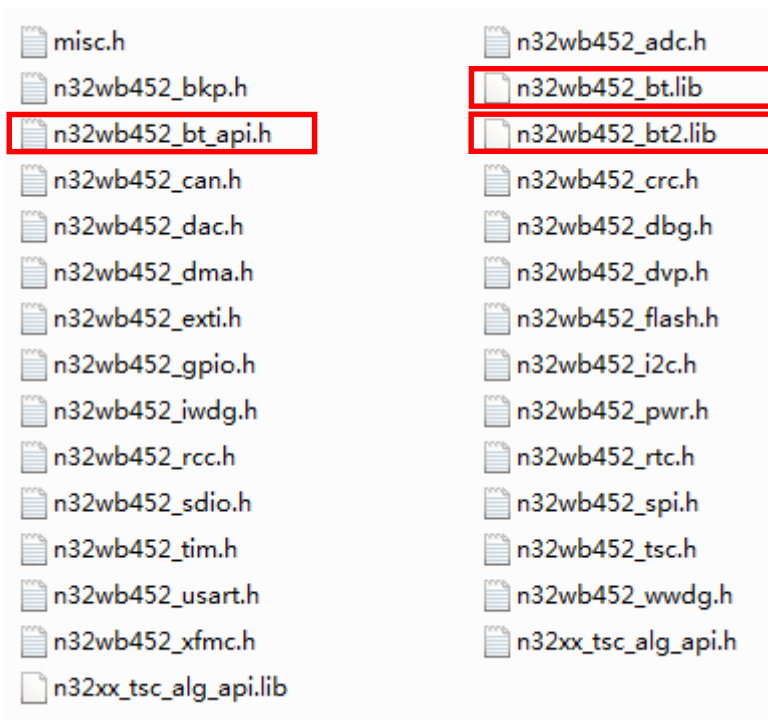 misc.h
n32wb452_adc.h
n32wb452_bkp.h
n32wb452_bt.lib
n32wb452_bt_api.h
n32wb452_bt2.lib
n32wb452_can.h
n32wb452_crc.h
n32wb452_dac.h
n32wb452_dbg.h
n32wb452_dma.h
n32wb452_dvp.h
n32wb452_exti.h
n32wb452_flash.h
n32wb452_gpio.h
n32wb452_i2c.h
n32wb452_iwdg.h
n32wb452_pwr.h
n32wb452_rcc.h
n32wb452_rtc.h
n32wb452_sdio.h
n32wb452_spi.h
n32wb452_tim.h
n32wb452_tsc.h
n32wb452_usart.h
n32wb452_wwdg.h
n32wb452_xfmc.h
n32xx_tsc_alg_api.h
n32xx_tsc_alg_api.lib